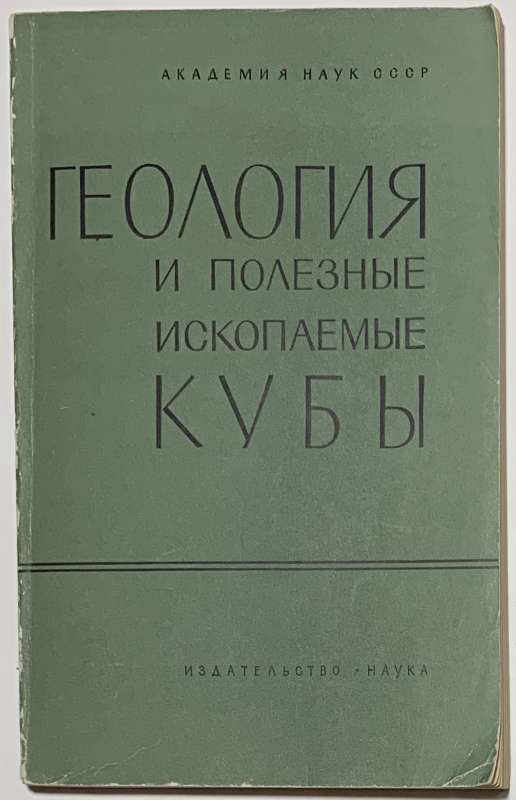 АКАДЕМИЯ НАУК СССР
ГЕОЛОГИЯ
И ПОЛЕЗНЫЕ
ИСКОПАЕМЫЕ
КУБЫ
ИЗДАТЕЛЬСТВО · НАУКА